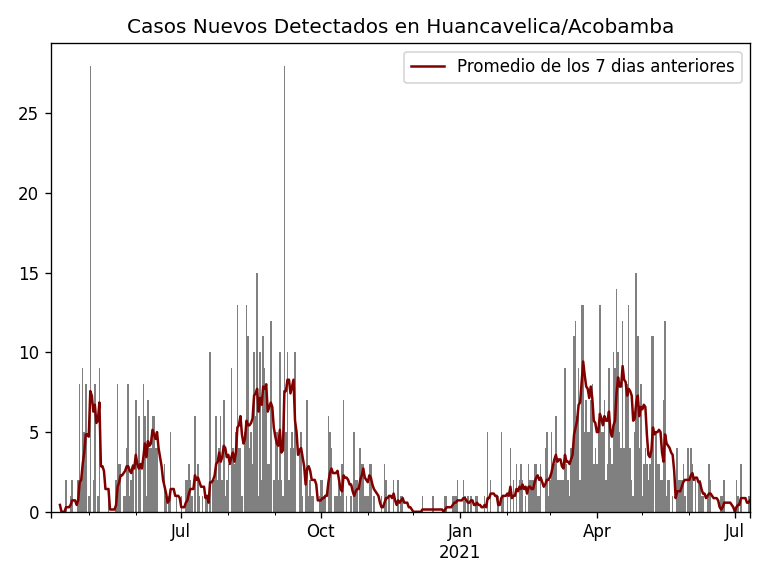 Casos Nuevos Detectados en Huancavelica/Acobamba
Promedio de los 7 dias anteriores
25
20
15
10
5
0
Jul
Oct
Jan
2021
Apr
Jul